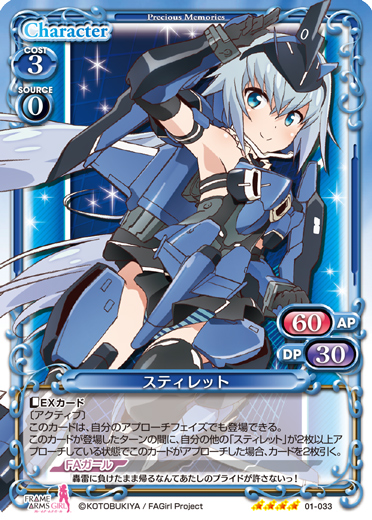 Precious Memories
Character
COST
3
SOURCE
0
0
60 AP
DP 30
スティレット
■EXカード
[アクティブ]
このカードは、自分のアプローチフェイズでも登場できる。
このカードが登場したターンの間に、自分の他の「スティレット」が2枚以上ア
プローチしている状態でこのカードがアプローチした場合、カードを2枚引く。
FAガール
轟雷に負けたまま帰るなんてあたしのプライドが許さないっ!
FRAME
ARMS GIRL
©KOTOBUKIYA / FAGirl Project
01-033